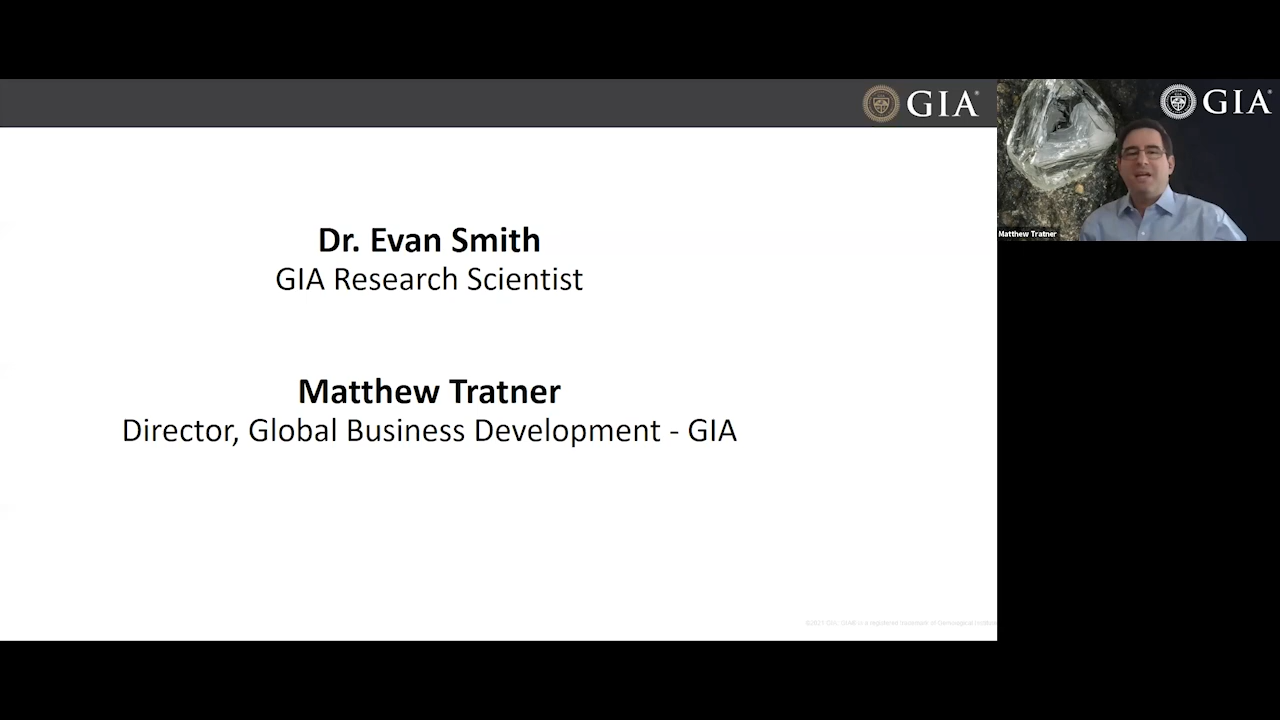 GIA
GIA
Dr. Evan Smith
GIA Research Scientist
Matthew Tratner
Director, Global Business Development - GIA
Matthew Tratner